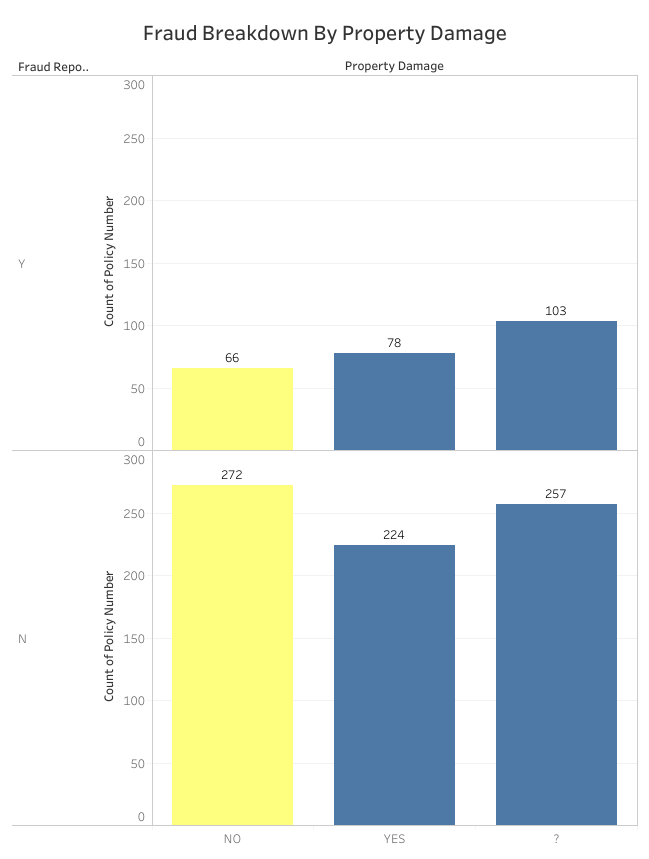 Fraud Breakdown By Property Damage
Fraud Repo..
Property Damage
Y
Count of Policy Number
300
250
200
150
100
50
0
66
78
103
N
Count of Policy Number
300
250
200
150
100
50
0
272
224
257
NO YES ?